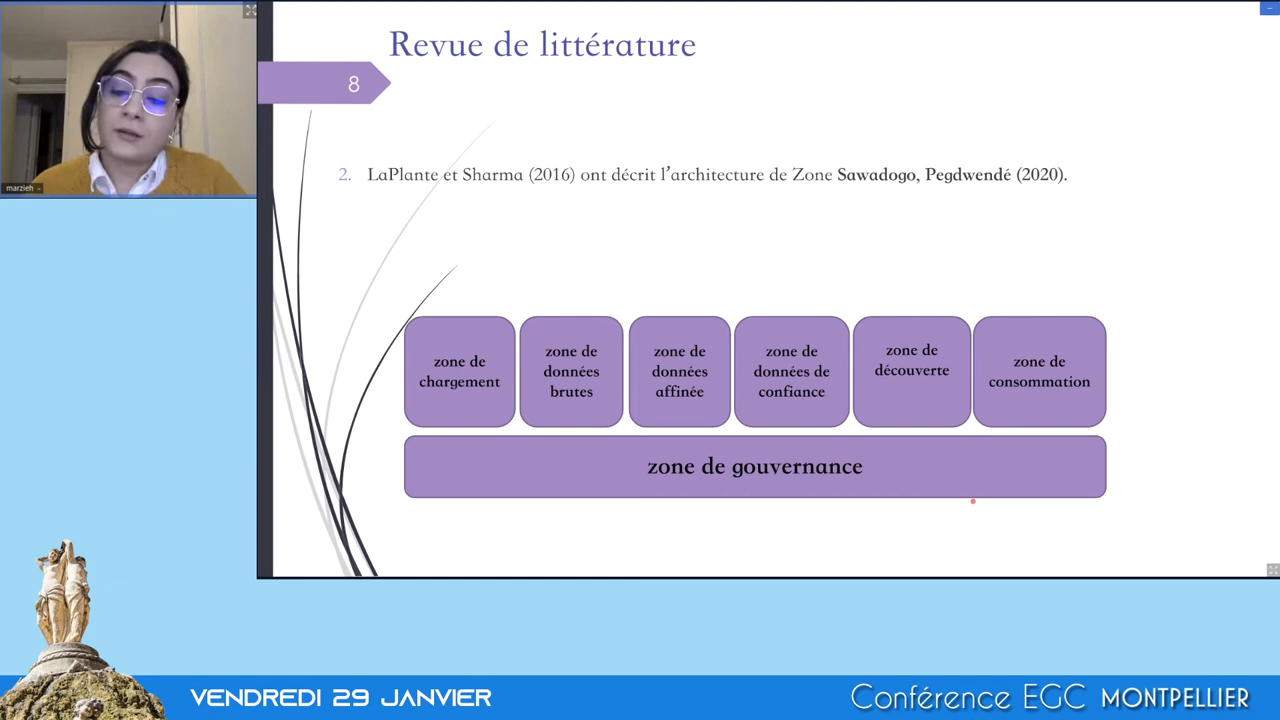 Revue de littérature
8
marzieh
2. LaPlante et Sharma (2016) ont décrit l’architecture de Zone Sawadogo, Pegdwendé (2020).
zone de
chargement
zone de
données
brutes
zone de
données
affinée
zone de
données de
confiance
zone de
découverte
zone de
consommation
zone de gouvernance
VENDREDI 29 JANVIER
Conférence EGC MONTPELLIER